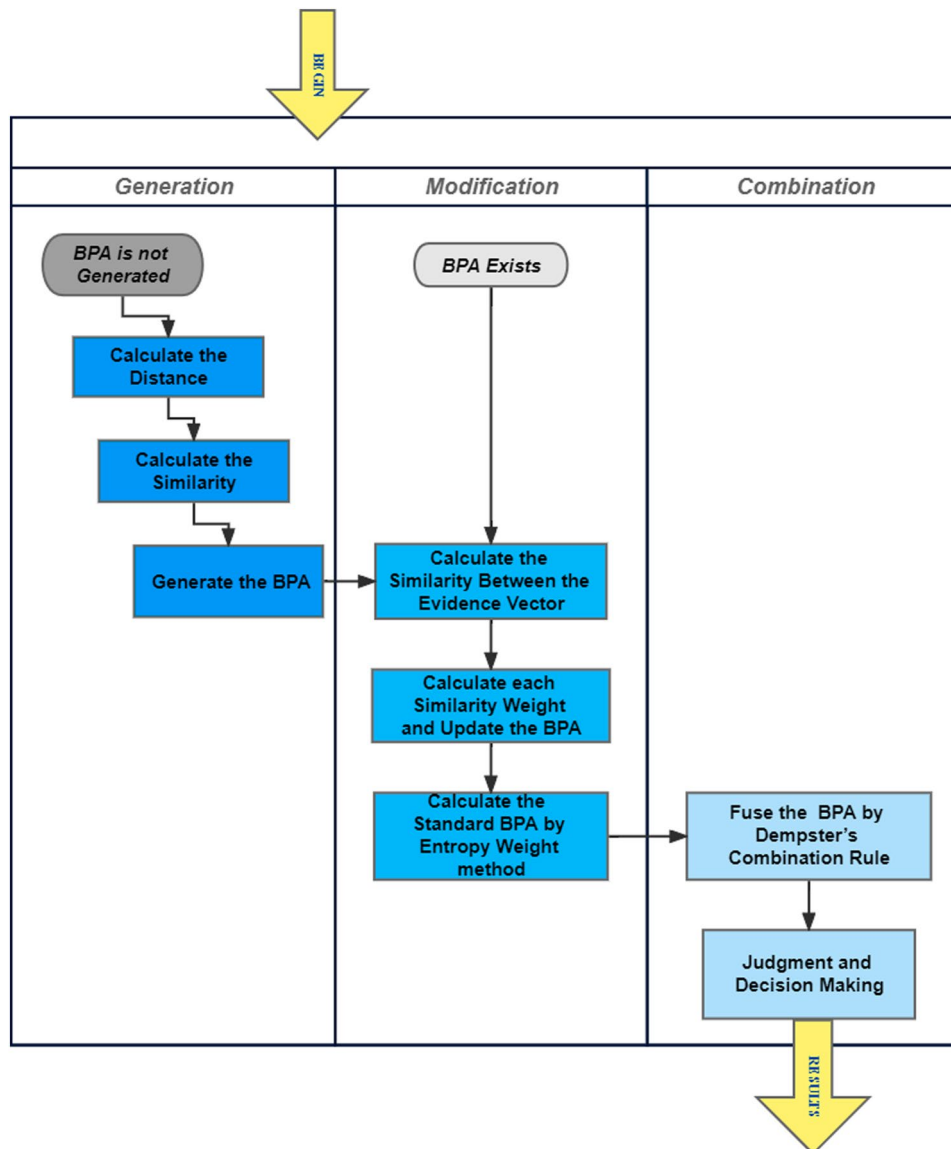 BEGIN
Generation
Modification
Combination
BPA is not
Generated
BPA Exists
Calculate the
Distance
Calculate the
Similarity
Generate the BPA
Calculate the
Similarity Between the
Evidence Vector
Calculate each
Similarity Weight
and Update the BPA
Calculate the
Standard BPA by
Entropy Weight
method
Fuse the BPA by
Dempster's
Combination Rule
Judgment and
Decision Making
RESULTS